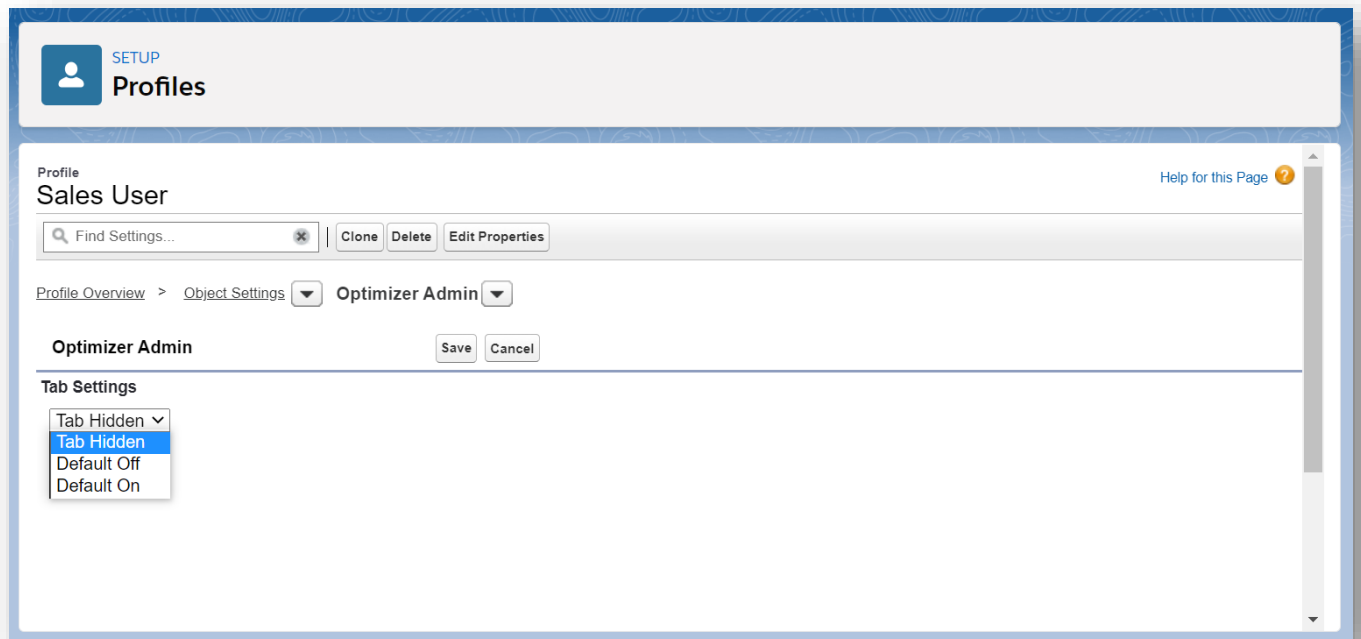 SETUP
Profiles
Profile
Sales User
Help for this Page ?
Find Settings... Clone Delete Edit Properties
Profile Overview > Object Settings Optimizer Admin
Optimizer Admin Save Cancel
Tab Settings
Tab Hidden
Tab Hidden
Default Off
Default On